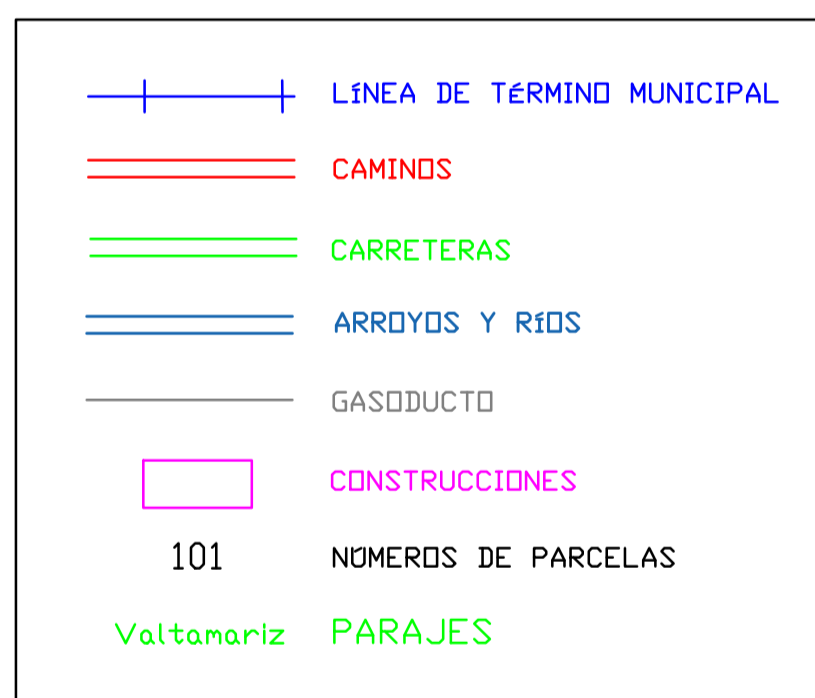 LíNEA DE TÉRMINO MUNICIPAL
CAMINOS
CARRETERAS
ARROYOS Y RíOS
GASODUCTO
CONSTRUCCIONES
101 NÚMEROS DE PARCELAS
Valtamariz PARAJES